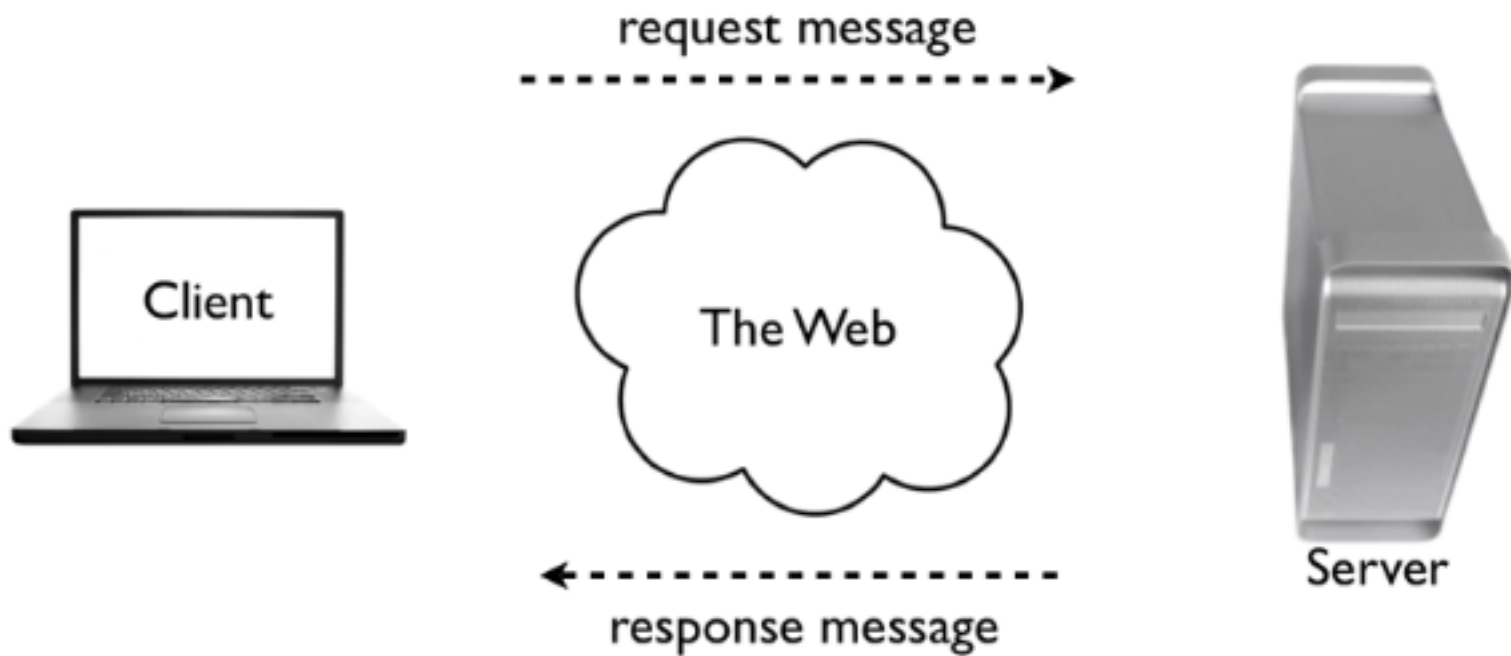 request message
Client
The Web
Server
response message